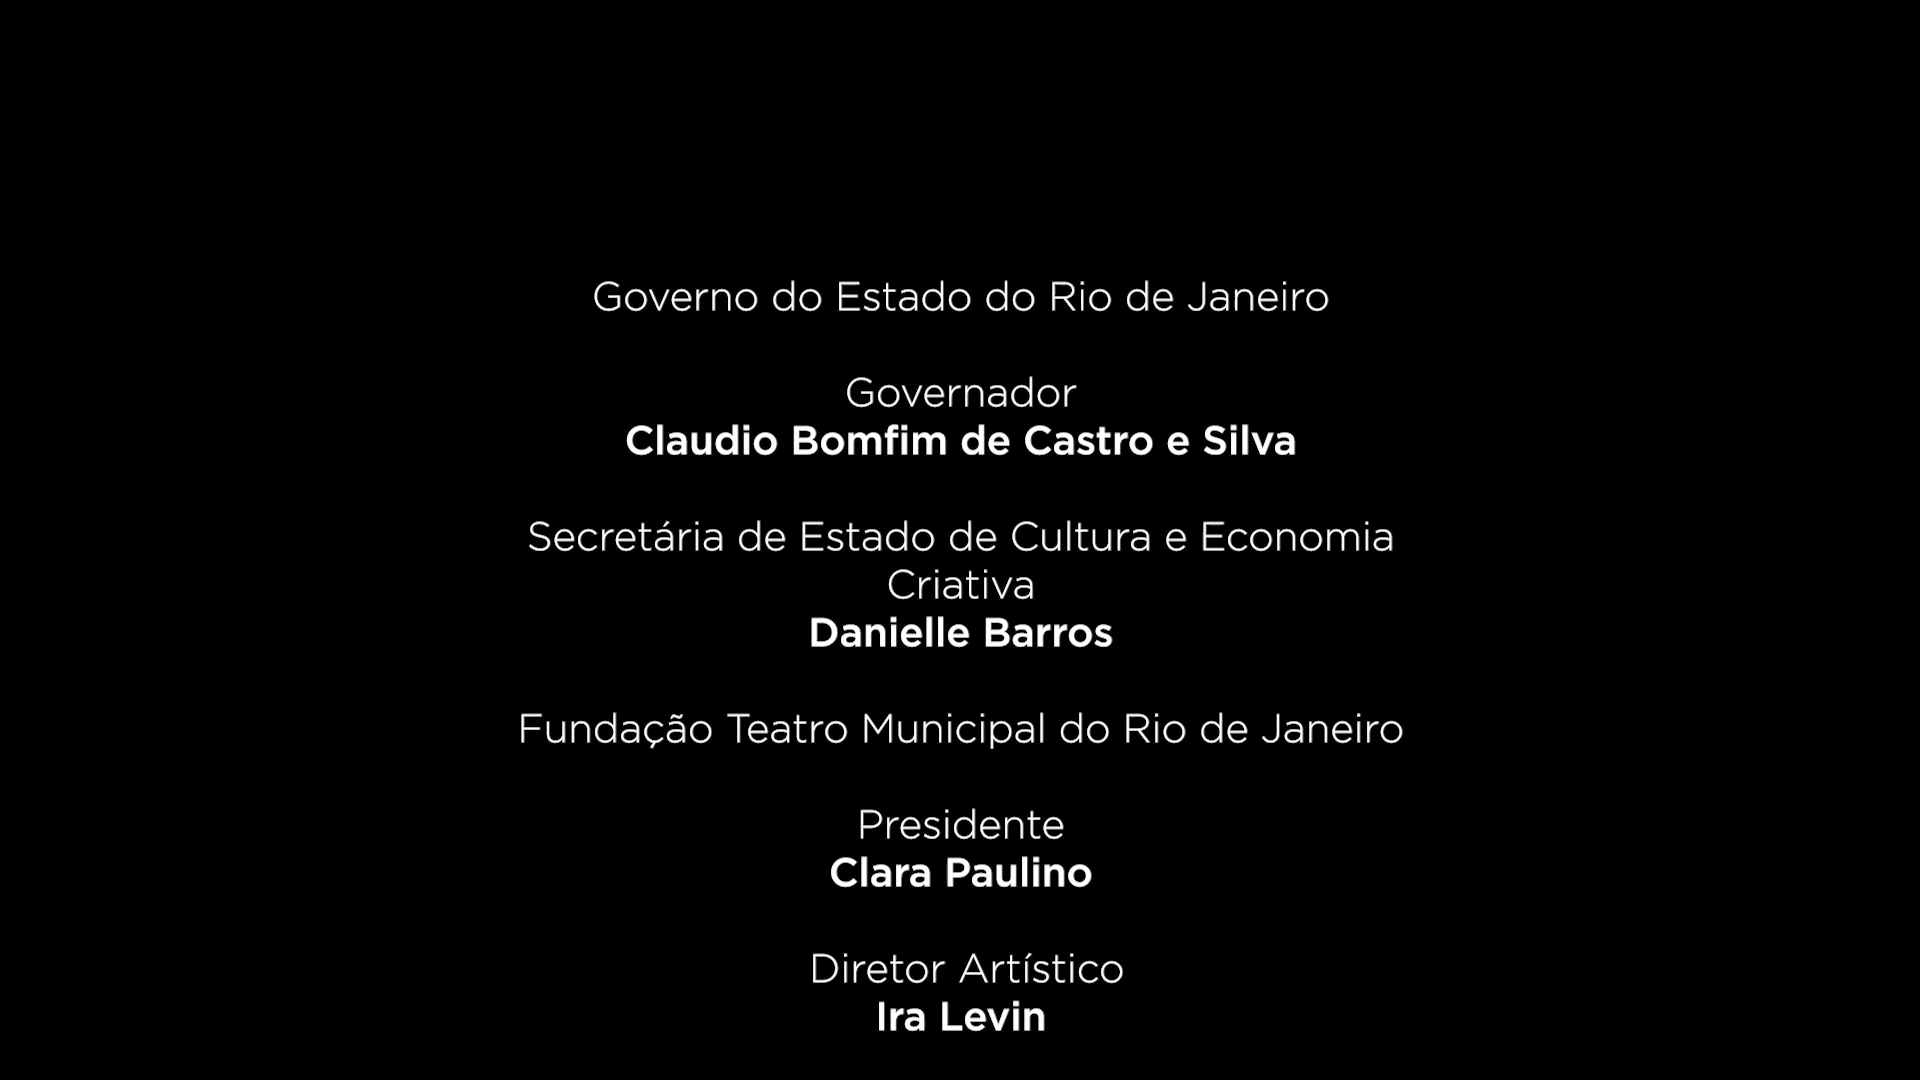 Governo do Estado do Rio de Janeiro
Governador
Claudio Bomfim de Castro e Silva
Secretária de Estado de Cultura e Economia
Criativa
Danielle Barros
Fundação Teatro Municipal do Rio de Janeiro
Presidente
Clara Paulino
Diretor Artístico
Ira Levin